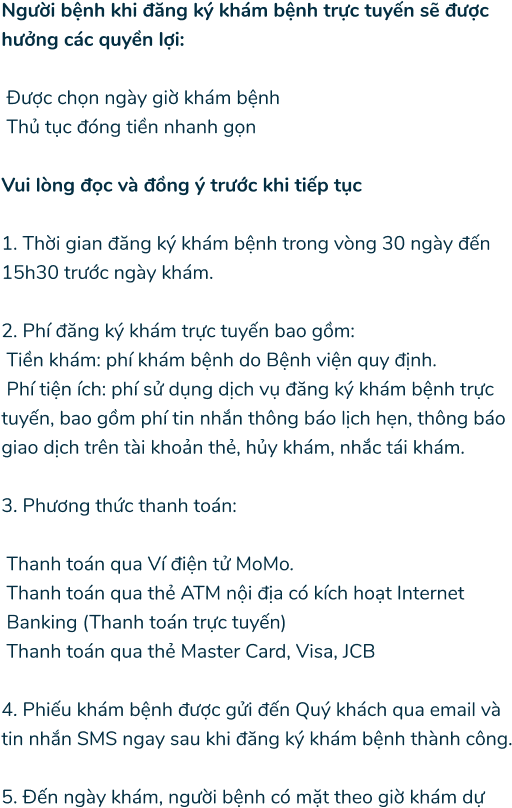 Người bệnh khi đăng ký khám bệnh trực tuyến sẽ được
hưởng các quyền lợi:
Được chọn ngày giờ khám bệnh
Thủ tục đóng tiền nhanh gọn
Vui lòng đọc và đồng ý trước khi tiếp tục
1. Thời gian đăng ký khám bệnh trong vòng 30 ngày đến
15h30 trước ngày khám.
2. Phí đăng ký khám trực tuyến bao gồm:
Tiền khám: phí khám bệnh do Bệnh viện quy định.
Phí tiện ích: phí sử dụng dịch vụ đăng ký khám bệnh trực
tuyến, bao gồm phí tin nhắn thông báo lịch hẹn, thông báo
giao dịch trên tài khoản thẻ, hủy khám, nhắc tái khám.
3. Phương thức thanh toán:
Thanh toán qua Ví điện tử MoMo.
Thanh toán qua thẻ ATM nội địa có kích hoạt Internet
Banking (Thanh toán trực tuyến)
Thanh toán qua thẻ Master Card, Visa, JCB
4. Phiếu khám bệnh được gửi đến Quý khách qua email và
tin nhắn SMS ngay sau khi đăng ký khám bệnh thành công.
5. Đến ngày khám, người bệnh có mặt theo giờ khám dự